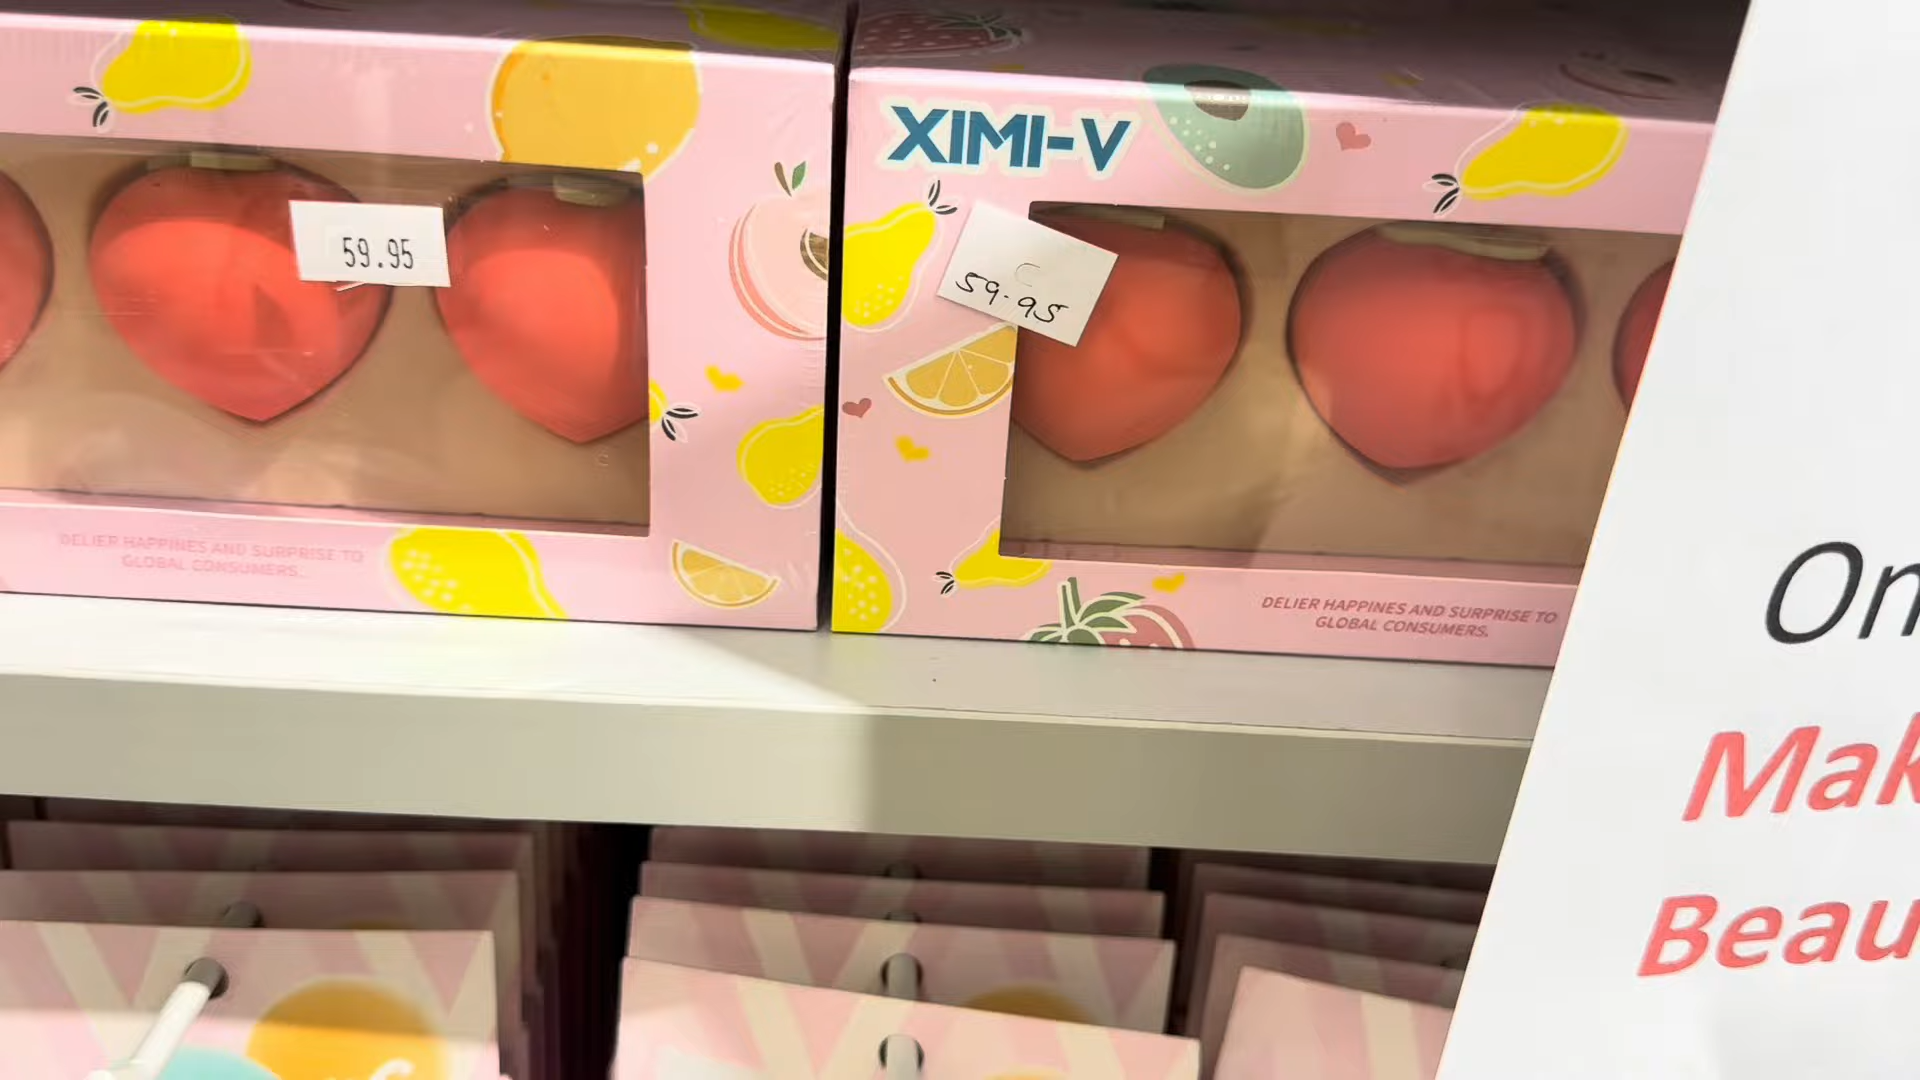 XIMI-V
59.95
59.95
DELIER HAPPINES AND SURPRISE TO
GLOBAL CONSUMERS.
DELIER HAPPINES AND SURPRISE TO
GLOBAL CONSUMERS.
On
Mak
Beau